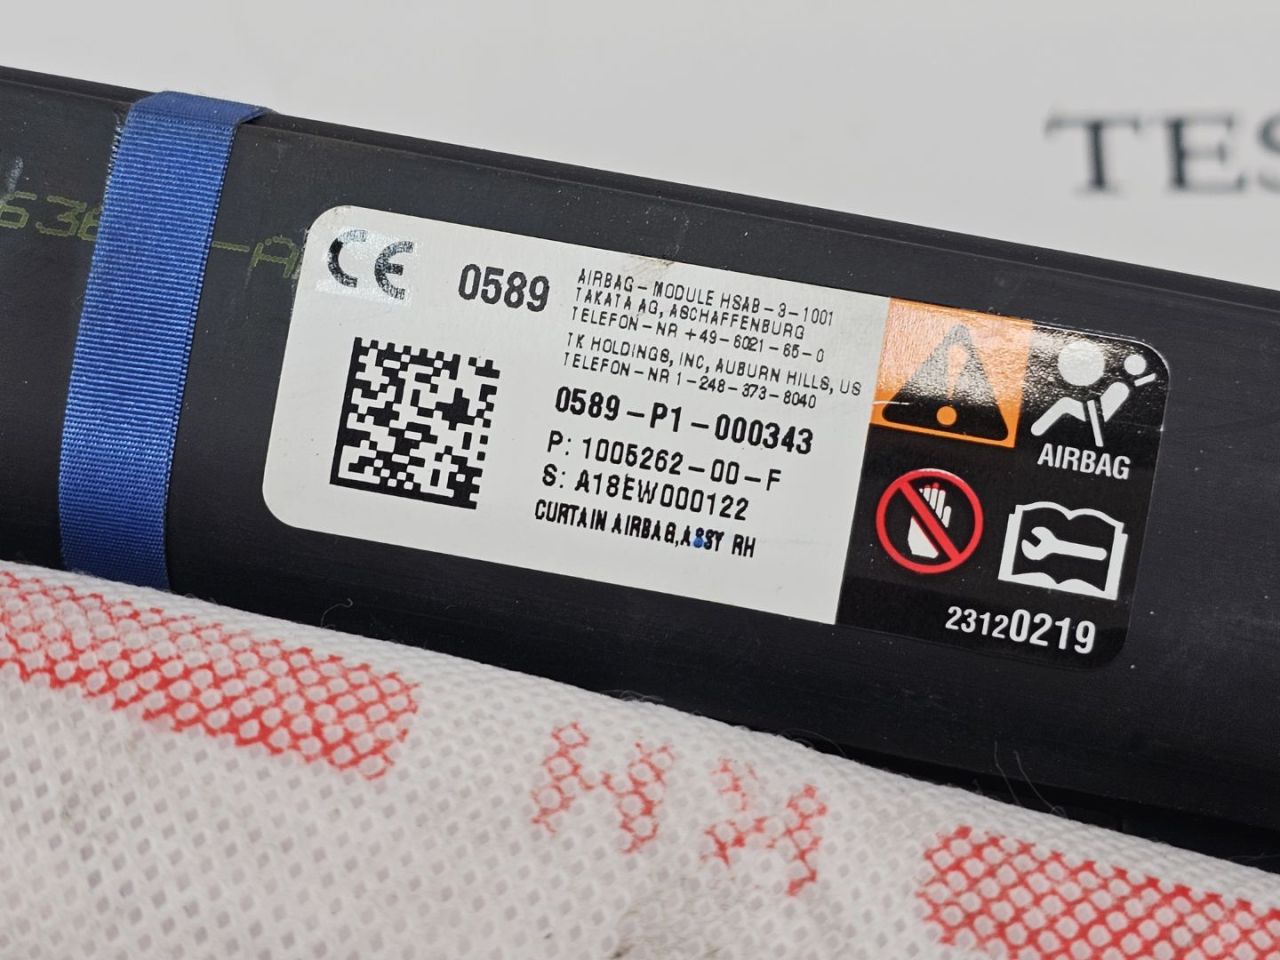 TES
CE 0589
AIRBAG-MODULE HSAB-3-1001
TAKATA AG, ASCHAFFENBURG
TELEFON-NR +49-6021-65-0
TK HOLDINGS, INC, AUBURN HILLS, US
TELEFON-NR 1-248-373-8040
0589-P1-000343
P: 1005262-00-F
S: A18EW000122
CURTAIN AIRBAG,ASSY RH
AIRBAG
23120219